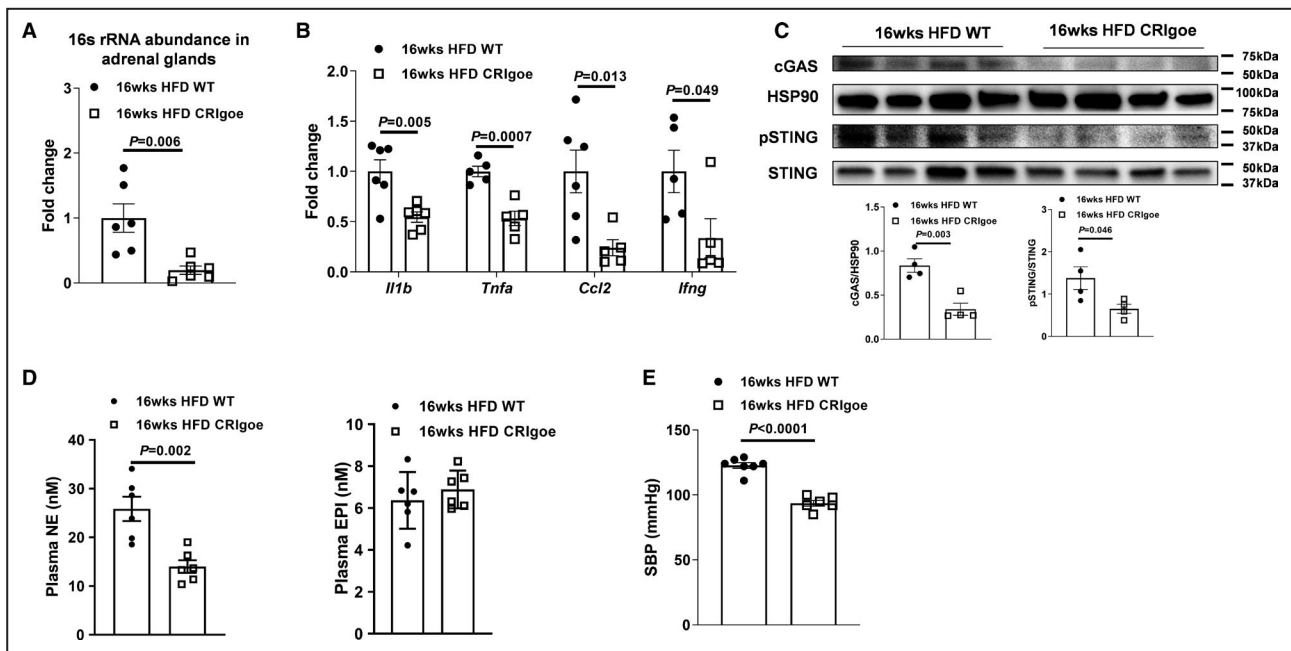 A
16s rRNA abundance in
adrenal glands
16wks HFD WT
16wks HFD CRIgoe
P=0.006
Fold change
3
2
1
0
B
16wks HFD WT
16wks HFD CRIgoe
P=0.005
P=0.0007
P=0.013
P=0.049
Fold change
2.0
1.5
1.0
0.5
0.0
Il1b
Tnfa
Ccl2
Ifng
C
16wks HFD WT
16wks HFD CRIgoe
cGAS
75kDa
50kDa
HSP90
100kDa
75kDa
pSTING
50kDa
37kDa
STING
50kDa
37kDa
16wks HFD WT
16wks HFD CRIgoe
P=0.003
cGAS/HSP90
1.5
1.0
0.5
0.0
16wks HFD WT
16wks HFD CRIgoe
P=0.046
pSTING/STING
3
2
1
0
D
16wks HFD WT
16wks HFD CRIgoe
P=0.002
Plasma NE (nM)
40
30
20
10
0
16wks HFD WT
16wks HFD CRIgoe
Plasma EPI (nM)
10
8
6
4
2
0
E
16wks HFD WT
16wks HFD CRIgoe
P<0.0001
SBP (mmHg)
150
100
50
0